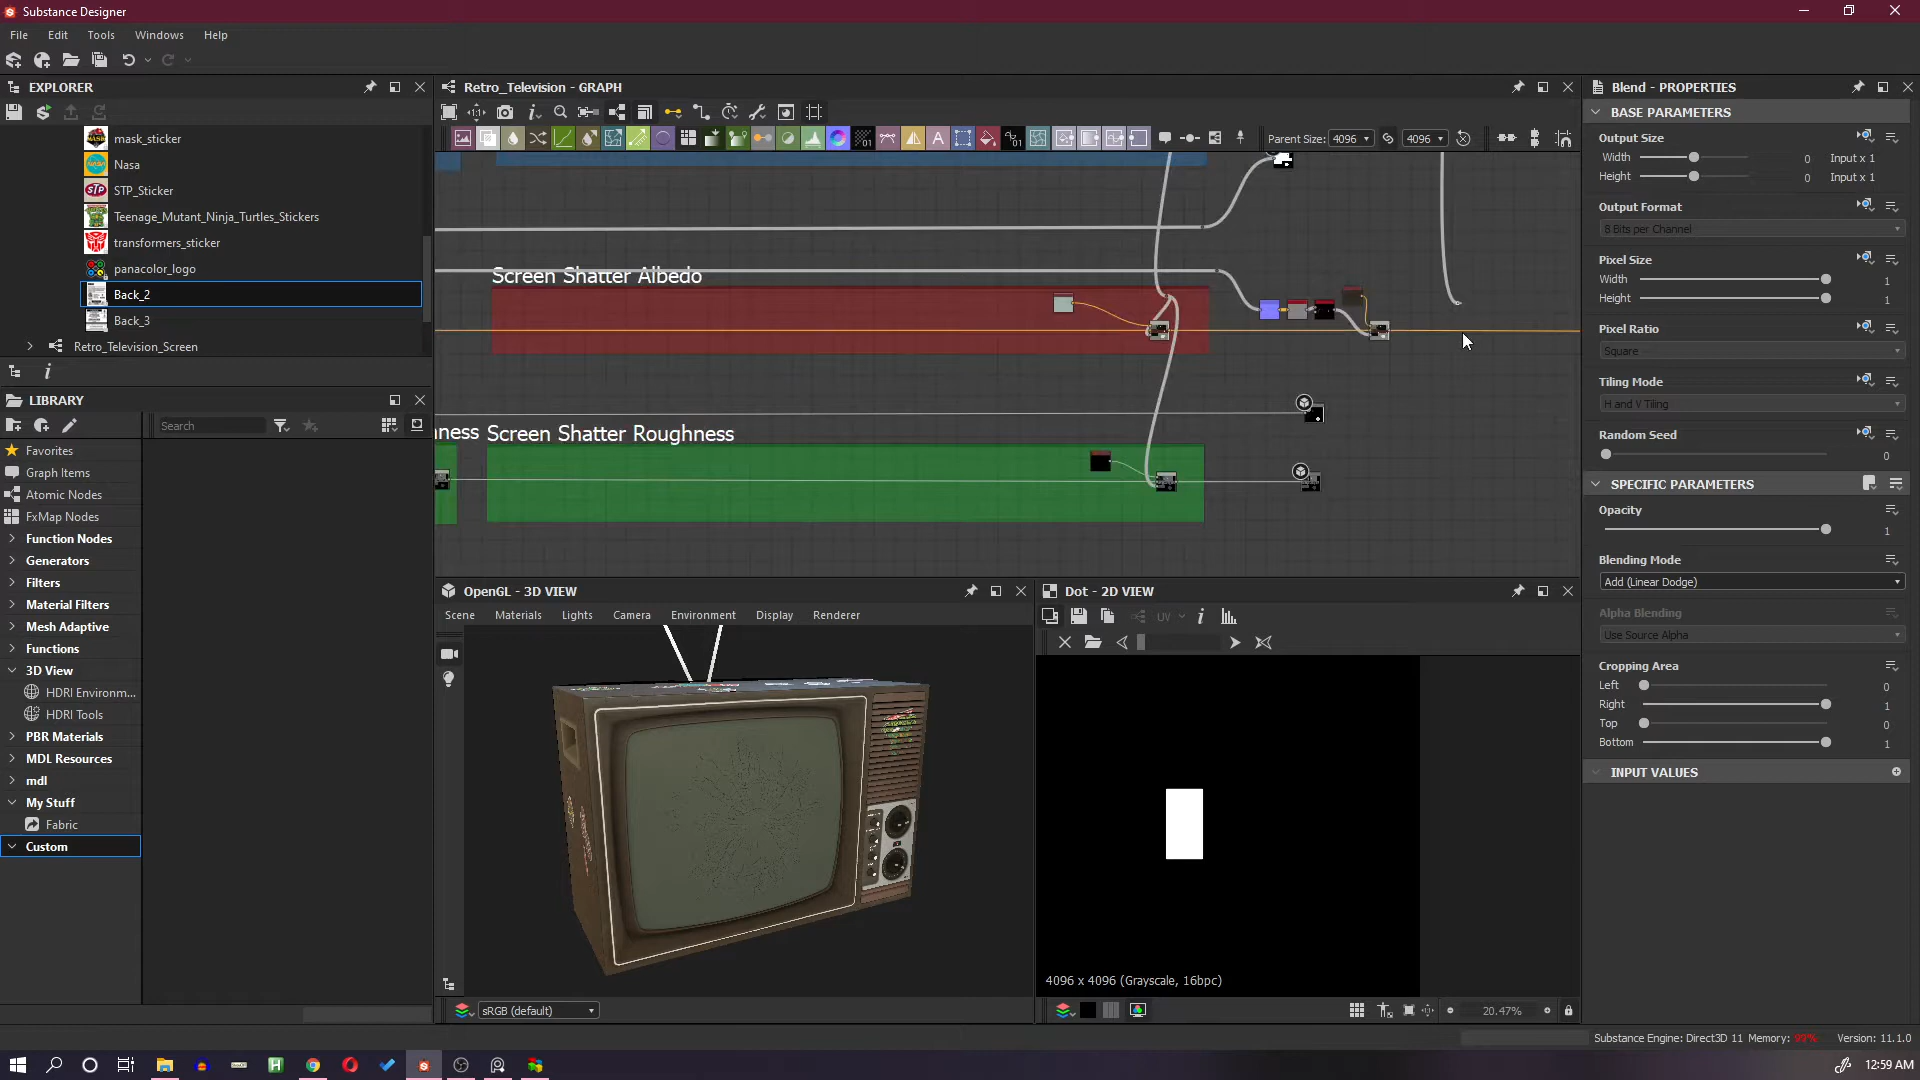 Substance Designer
File Edit Tools Windows Help
EXPLORER
mask_sticker
Nasa
STP_Sticker
Teenage_Mutant_Ninja_Turtles_Stickers
transformers_sticker
panacolor_logo
Back_2
Back_3
Retro_Television_Screen
LIBRARY
Search
Favorites
Graph Items
Atomic Nodes
FxMap Nodes
Function Nodes
Generators
Filters
Material Filters
Mesh Adaptive
Functions
3D View
HDRI Environm...
HDRI Tools
PBR Materials
MDL Resources
mdl
My Stuff
Fabric
Custom
Retro_Television - GRAPH
Parent Size: 4096 4096
Screen Shatter Albedo
ness Screen Shatter Roughness
OpenGL - 3D VIEW
Scene Materials Lights Camera Environment Display Renderer
sRGB (default)
Dot - 2D VIEW
UV
4096 x 4096 (Grayscale, 16bpc)
20.47%
Blend - PROPERTIES
BASE PARAMETERS
Output Size
Width 0 Input x 1
Height 0 Input x 1
Output Format
8 Bits per Channel
Pixel Size
Width 1
Height 1
Pixel Ratio
Square
Tiling Mode
H and V Tiling
Random Seed
0
SPECIFIC PARAMETERS
Opacity
1
Blending Mode
Add (Linear Dodge)
Alpha Blending
Use Source Alpha
Cropping Area
Left 0
Right 1
Top 0
Bottom 1
INPUT VALUES
Substance Engine: Direct3D 11 Memory: 99% Version: 11.1.0
12:59 AM